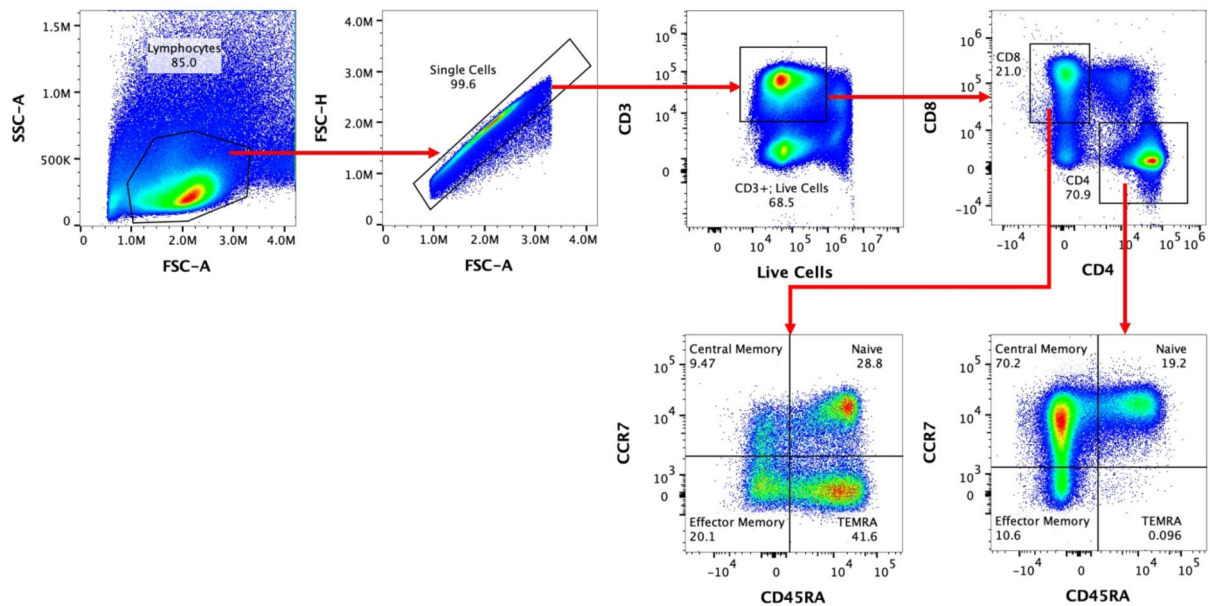 1.5M
1.0M
500K
0
SSC-A
Lymphocytes
85.0
0
1.0M
2.0M
3.0M
4.0M
FSC-A
4.0M
3.0M
2.0M
1.0M
0
FSC-H
Single Cells
99.6
0
1.0M
2.0M
3.0M
4.0M
FSC-A
10^6
10^5
10^4
0
CD3
CD3+; Live Cells
68.5
0
10^4
10^5
10^6
10^7
Live Cells
10^6
10^5
10^4
0
-10^4
CD8
CD8
21.0
CD4
70.9
-10^4
0
10^4
10^5
10^6
CD4
10^5
10^4
10^3
0
CCR7
Central Memory
9.47
Naive
28.8
Effector Memory
20.1
TEMRA
41.6
-10^4
0
10^4
10^5
CD45RA
10^5
10^4
10^3
0
CCR7
Central Memory
70.2
Naive
19.2
Effector Memory
10.6
TEMRA
0.096
-10^4
0
10^4
10^5
CD45RA